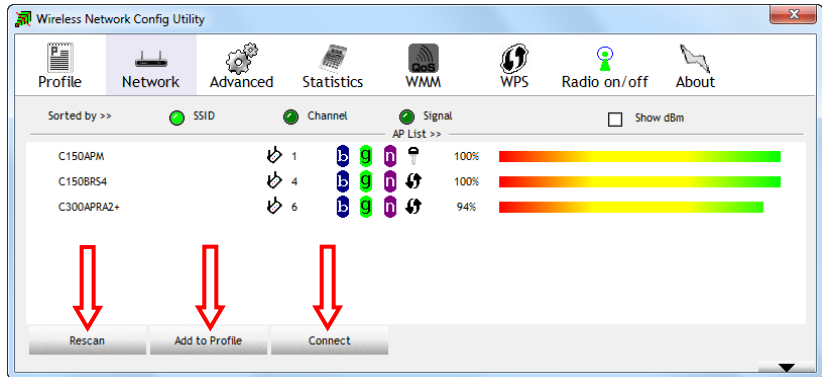 Wireless Network Config Utility
x
Profile Network Advanced Statistics QoS WMM WPS Radio on/off About
Sorted by >> SSID Channel Signal Show dBm
AP List >>
C150APM 1 b g n 100%
C150BRS4 4 b g n 100%
C300APRA2+ 6 b g n 94%
Rescan Add to Profile Connect